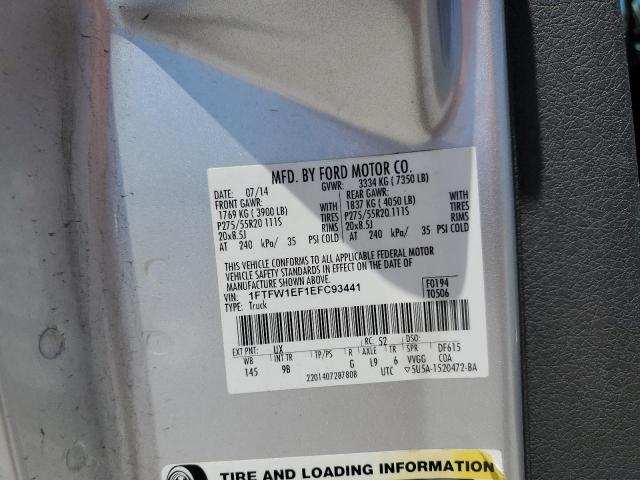 MFD. BY FORD MOTOR CO.
DATE: 07/14 GVWR: 3334 KG ( 7350 LB)
FRONT GAWR: REAR GAWR:
1769 KG ( 3900 LB) WITH 1837 KG ( 4050 LB) WITH
P275/55R20 111S TIRES P275/55R20 111S TIRES
20x8.5J RIMS 20x8.5J RIMS
AT 240 kPa/ 35 PSI COLD AT 240 kPa/ 35 PSI COLD
THIS VEHICLE CONFORMS TO ALL APPLICABLE FEDERAL MOTOR
VEHICLE SAFETY STANDARDS IN EFFECT ON THE DATE OF
MANUFACTURE SHOWN ABOVE.
VIN: 1FTFW1EF1EFC93441 F0194
TYPE: Truck T0506
EXT PNT: UX RC: 52 DSO:
WB INT TR TP/PS R AXLE TR SPR DF615
145 9B G L9 6 VVGG COA
2201407287808 UTC ▽5U5A-1520472-BA
TIRE AND LOADING INFORMATION